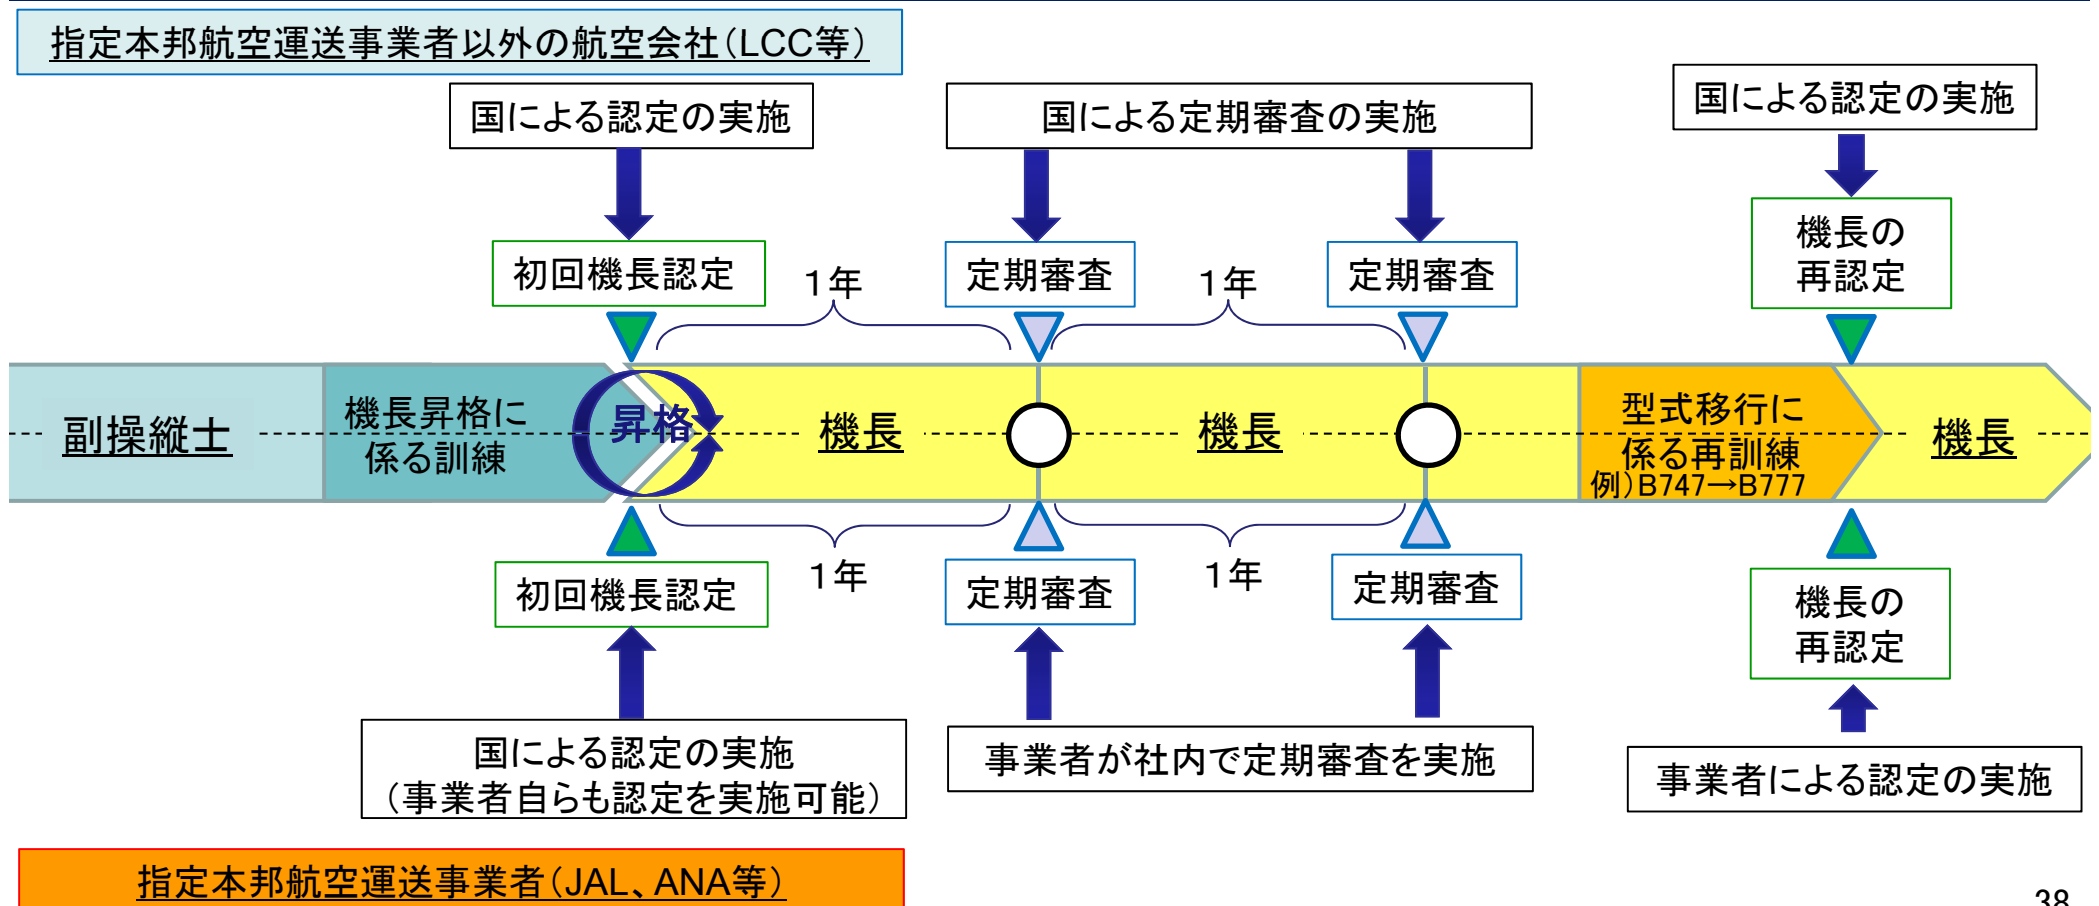 指定本邦航空運送事業者以外の航空会社(LCC等)
国による認定の実施
国による定期審査の実施
国による認定の実施
初回機長認定
1年
定期審査
1年
定期審査
機長の
再認定
副操縦士
機長昇格に
係る訓練
昇格
機長
機長
型式移行に
係る再訓練
例)B747→B777
機長
初回機長認定
1年
定期審査
1年
定期審査
機長の
再認定
国による認定の実施
(事業者自らも認定を実施可能)
事業者が社内で定期審査を実施
事業者による認定の実施
指定本邦航空運送事業者(JAL、ANA等)
38